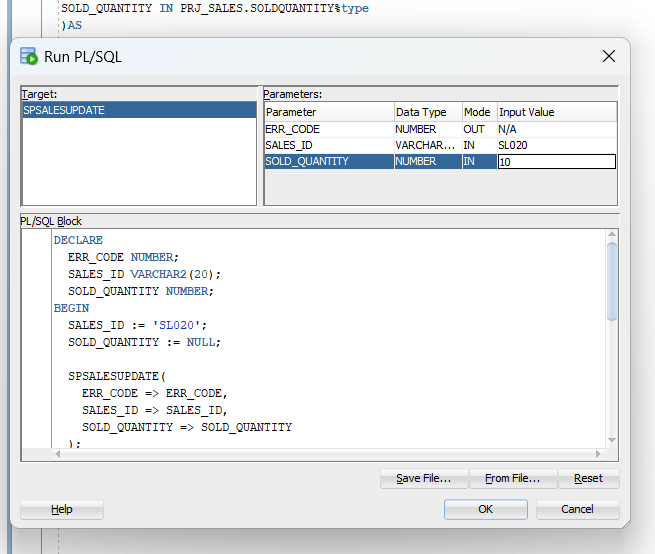 SOLD_QUANTITY IN PRJ_SALES.SOLDQUANTITY%type
)AS
Run PL/SQL
Target:
SPSALESUPDATE
Parameters:
Parameter Data Type Mode Input Value
ERR_CODE NUMBER OUT N/A
SALES_ID VARCHAR... IN SL020
SOLD_QUANTITY NUMBER IN 10
PL/SQL Block
DECLARE
ERR_CODE NUMBER;
SALES_ID VARCHAR2(20);
SOLD_QUANTITY NUMBER;
BEGIN
SALES_ID := 'SL020';
SOLD_QUANTITY := NULL;
SPSALESUPDATE(
ERR_CODE => ERR_CODE,
SALES_ID => SALES_ID,
SOLD_QUANTITY => SOLD_QUANTITY
);
Save File... From File... Reset
Help OK Cancel